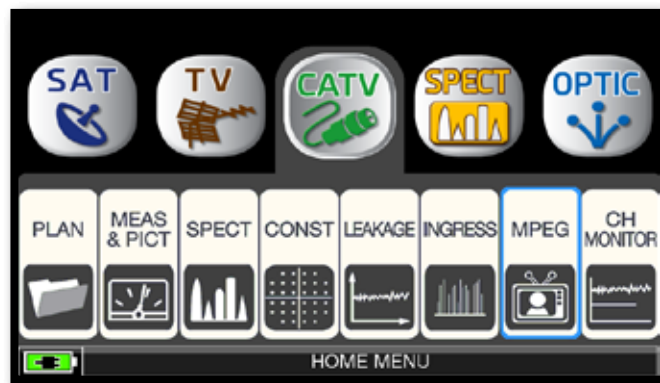 SAT
TV
CATV
SPECT
OPTIC
PLAN
MEAS
& PICT
SPECT
CONST
LEAKAGE
INGRESS
MPEG
CH
MONITOR
HOME MENU